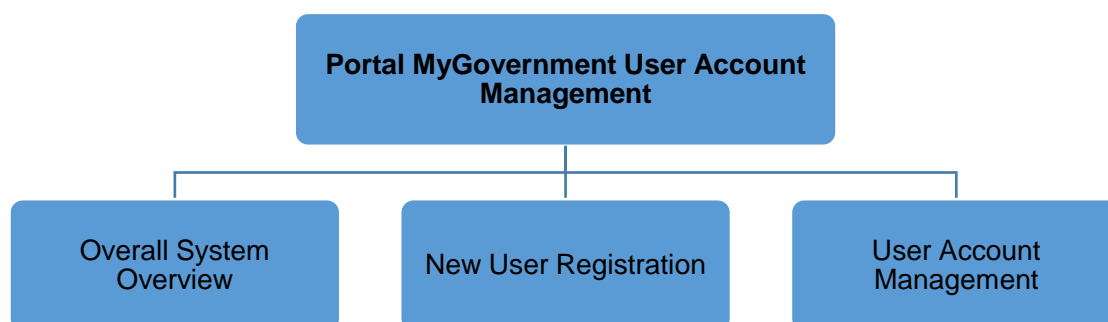 Portal MyGovernment User Account
Management
Overall System
Overview
New User Registration
User Account
Management